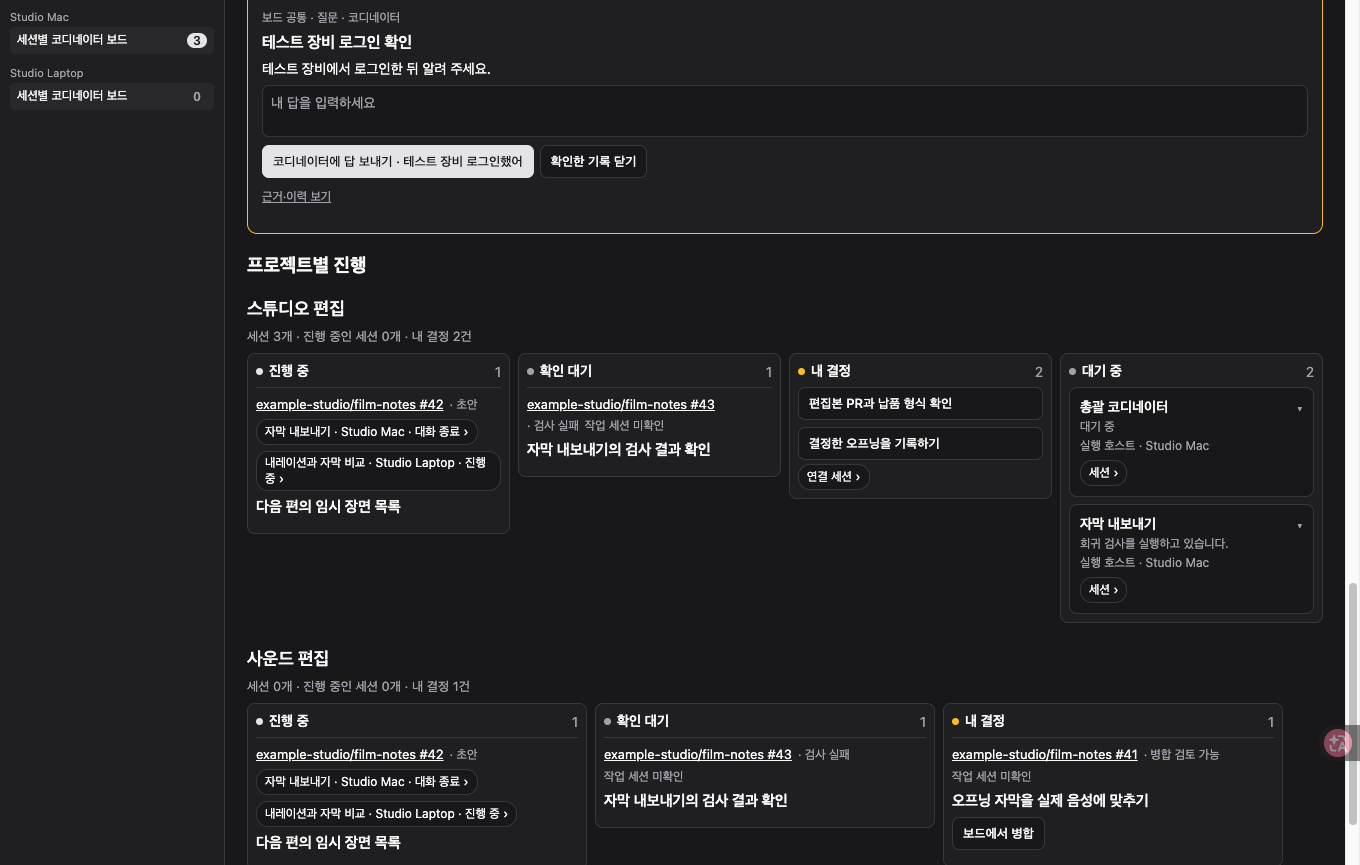 Studio Mac
세션별 코디네이터 보드 3
Studio Laptop
세션별 코디네이터 보드 0
보드 공통 · 질문 · 코디네이터
테스트 장비 로그인 확인
테스트 장비에서 로그인한 뒤 알려 주세요.
내 답을 입력하세요
코디네이터에 답 보내기 · 테스트 장비 로그인했어
확인한 기록 닫기
근거·이력 보기
프로젝트별 진행
스튜디오 편집
세션 3개 · 진행 중인 세션 0개 · 내 결정 2건
진행 중 1
example-studio/film-notes #42 · 초안
자막 내보내기 · Studio Mac · 대화 종료 ›
내레이션과 자막 비교 · Studio Laptop · 진행
중 ›
다음 편의 임시 장면 목록
확인 대기 1
example-studio/film-notes #43
· 검사 실패 작업 세션 미확인
자막 내보내기의 검사 결과 확인
내 결정 2
편집본 PR과 납품 형식 확인
결정한 오프닝을 기록하기
연결 세션 ›
대기 중 2
총괄 코디네이터
대기 중
실행 호스트 · Studio Mac
세션 ›
자막 내보내기
회귀 검사를 실행하고 있습니다.
실행 호스트 · Studio Mac
세션 ›
사운드 편집
세션 0개 · 진행 중인 세션 0개 · 내 결정 1건
진행 중 1
example-studio/film-notes #42 · 초안
자막 내보내기 · Studio Mac · 대화 종료 ›
내레이션과 자막 비교 · Studio Laptop · 진행 중 ›
다음 편의 임시 장면 목록
확인 대기 1
example-studio/film-notes #43 · 검사 실패
작업 세션 미확인
자막 내보내기의 검사 결과 확인
내 결정 1
example-studio/film-notes #41 · 병합 검토 가능
작업 세션 미확인
오프닝 자막을 실제 음성에 맞추기
보드에서 병합